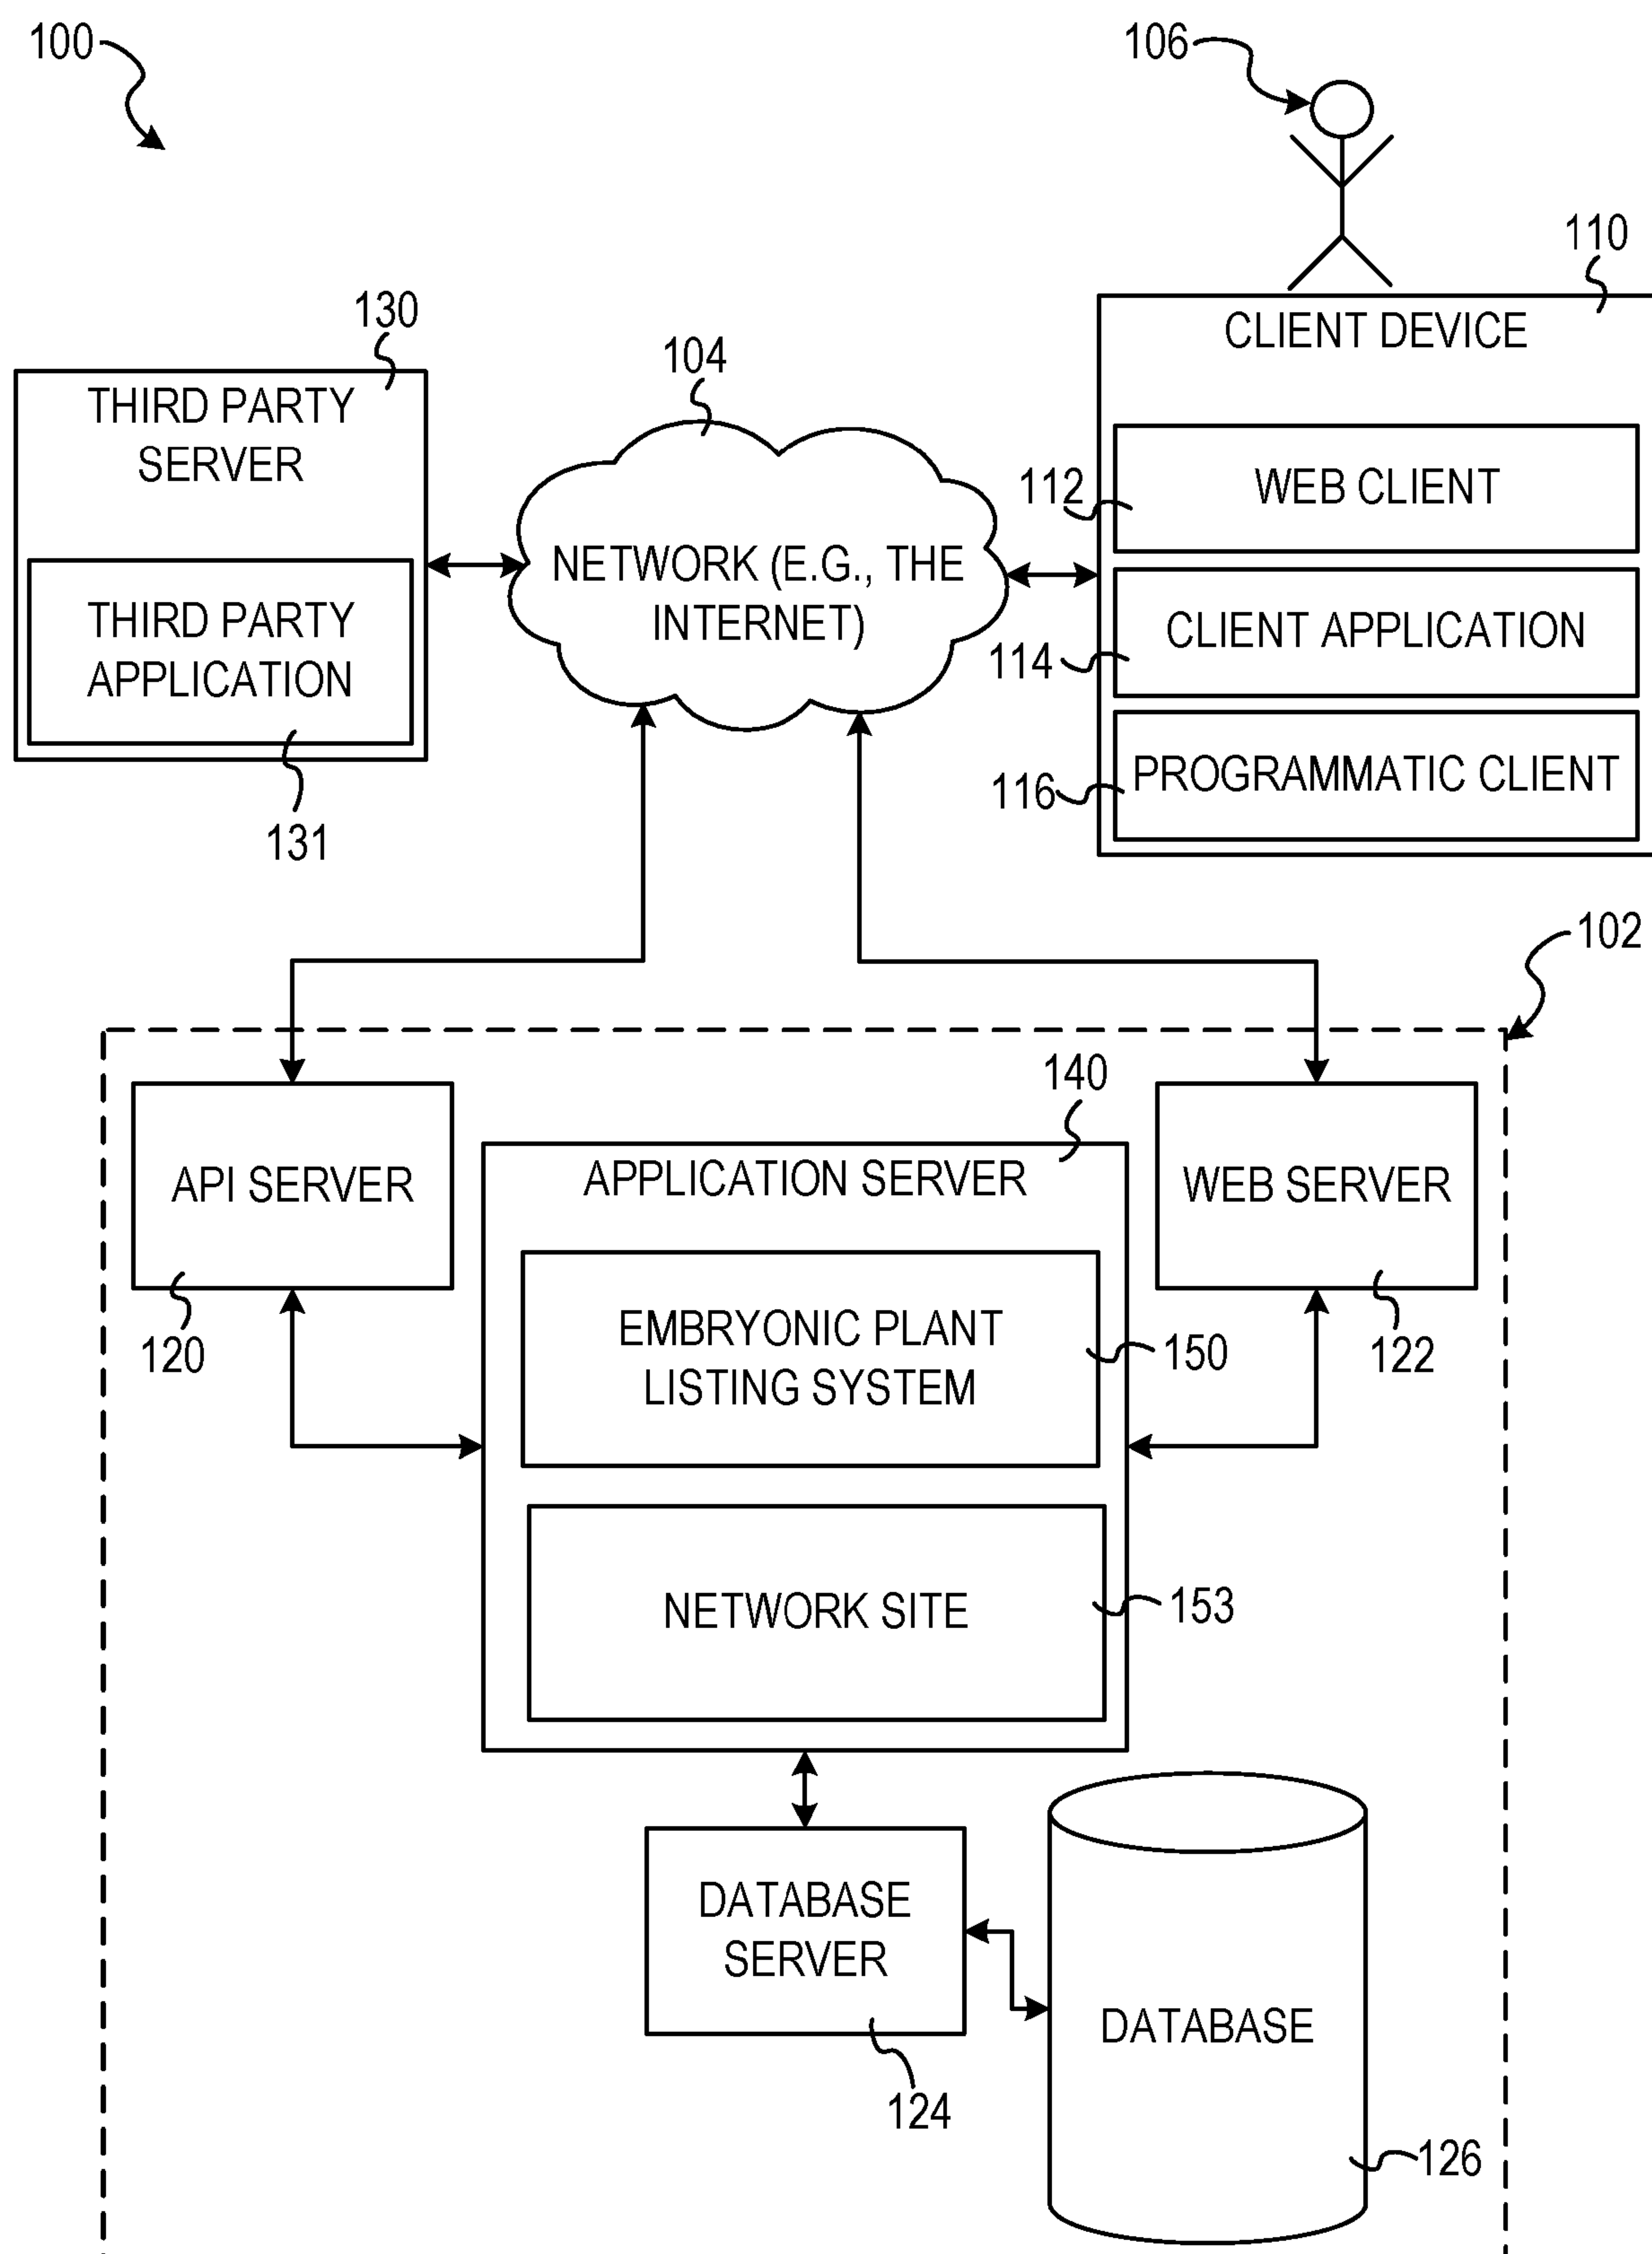 100
106
110
130
CLIENT DEVICE
104
THIRD PARTY
SERVER
112
WEB CLIENT
NETWORK (E.G., THE
INTERNET)
THIRD PARTY
APPLICATION
114
CLIENT APPLICATION
116
PROGRAMMATIC CLIENT
131
102
140
API SERVER
APPLICATION SERVER
WEB SERVER
120
EMBRYONIC PLANT
LISTING SYSTEM
150
122
NETWORK SITE
153
DATABASE
SERVER
DATABASE
124
126